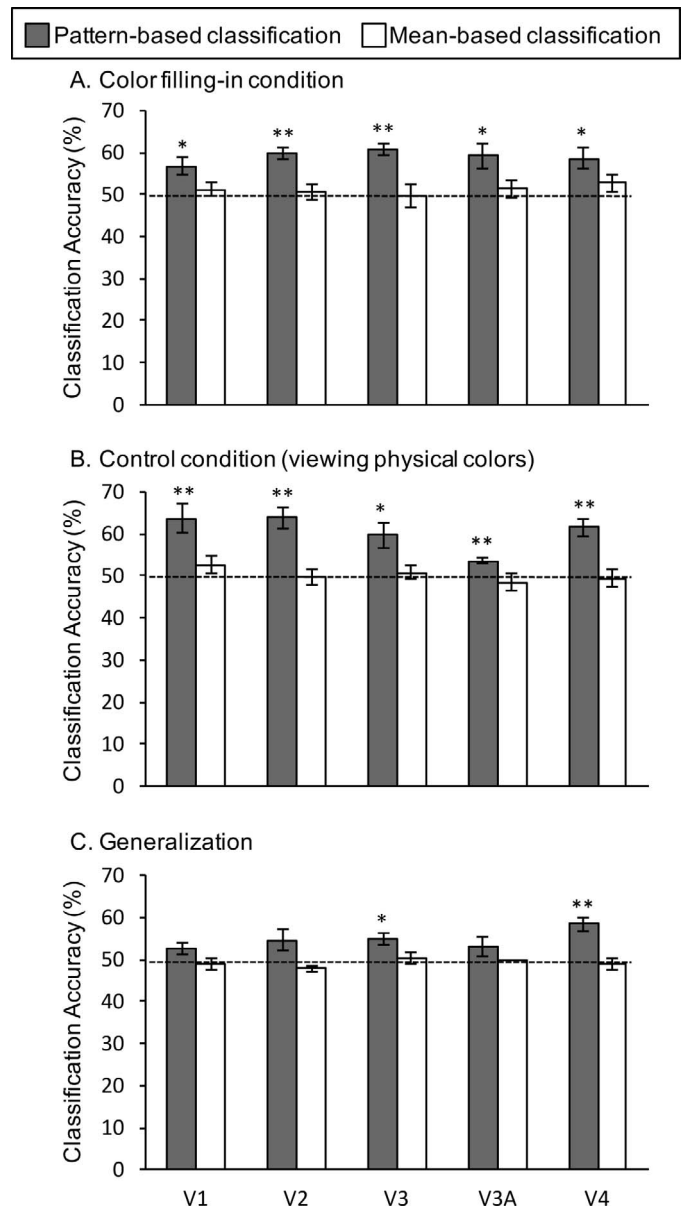 Pattern-based classification Mean-based classification
A. Color filling-in condition
Classification Accuracy (%)
70
60
50
40
30
20
10
0
* ** ** * *
B. Control condition (viewing physical colors)
Classification Accuracy (%)
70
60
50
40
30
20
10
0
** ** * ** **
C. Generalization
Classification Accuracy (%)
70
60
50
40
30
20
10
0
* **
V1 V2 V3 V3A V4